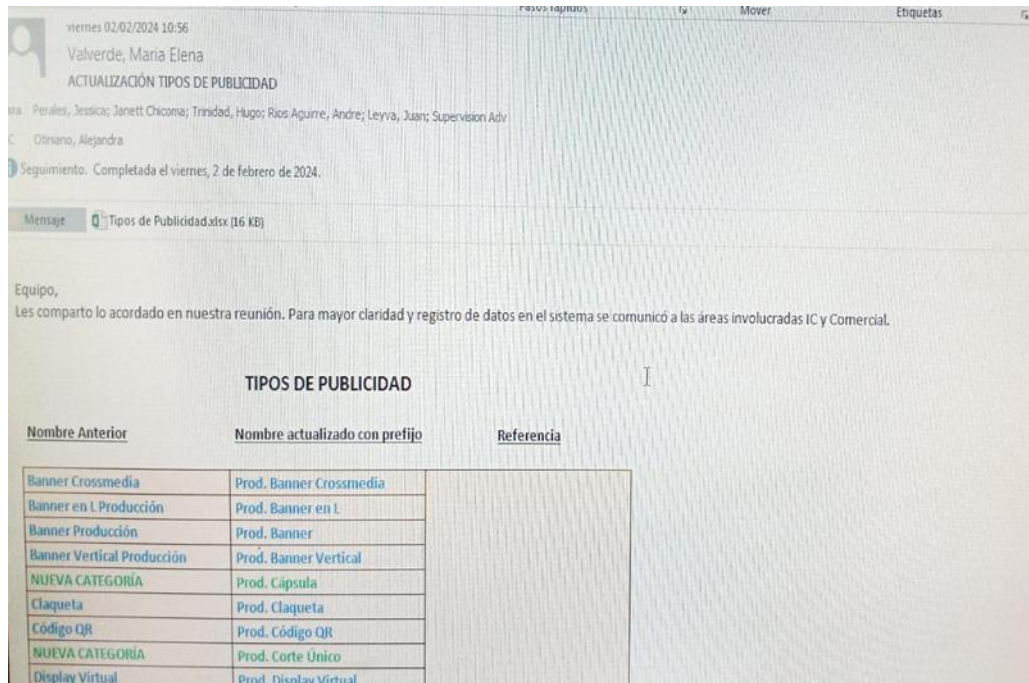 Pasos rápidos Mover Etiquetas
viernes 02/02/2024 10:56
Valverde, Maria Elena
ACTUALIZACIÓN TIPOS DE PUBLICIDAD
Perales, Jessica; Janett Chicoma; Trinidad, Hugo; Rios Aguirre, Andre; Leyva, Juan; Supervision Adv
Otiniano, Alejandra
Seguimiento. Completada el viernes, 2 de febrero de 2024.
Mensaje Tipos de Publicidad.xlsx (16 KB)
Equipo,
Les comparto lo acordado en nuestra reunión. Para mayor claridad y registro de datos en el sistema se comunicó a las áreas involucradas IC y Comercial.
TIPOS DE PUBLICIDAD
Nombre Anterior Nombre actualizado con prefijo Referencia
Banner Crossmedia Prod. Banner Crossmedia
Banner en L Producción Prod. Banner en L
Banner Producción Prod. Banner
Banner Vertical Producción Prod. Banner Vertical
NUEVA CATEGORÍA Prod. Cápsula
Claqueta Prod. Claqueta
Código QR Prod. Código QR
NUEVA CATEGORÍA Prod. Corte Único
Display Virtual Prod. Display Virtual